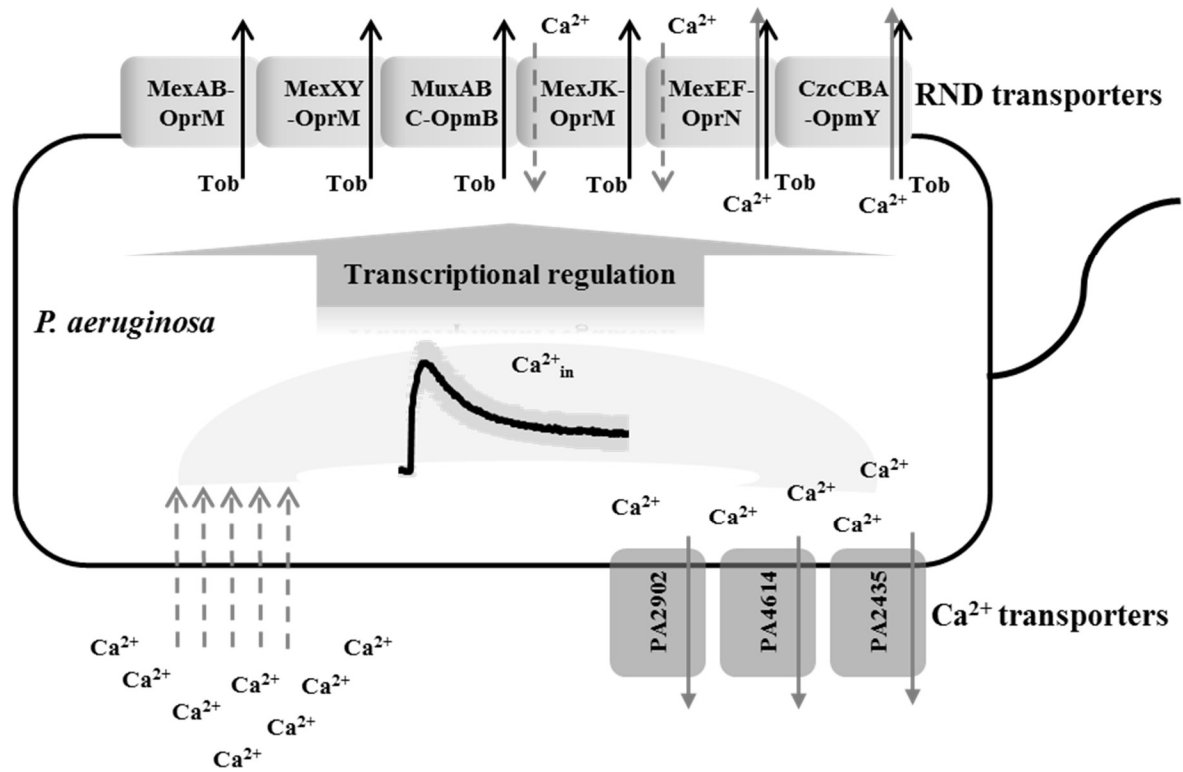 Ca²⁺ Ca²⁺
MexAB-
OprM
MexXY
-OprM
MuxAB
C-OpmB
MexJK-
OprM
MexEF-
OprN
CzcCBA
-OpmY
RND transporters
Tob Tob Tob Tob Tob Tob
Ca²⁺ Ca²⁺
Transcriptional regulation
P. aeruginosa
Ca²⁺in
Ca²⁺
Ca²⁺
Ca²⁺
Ca²⁺
Ca²⁺
PA2902
PA4614
PA2435
Ca²⁺ transporters
Ca²⁺
Ca²⁺
Ca²⁺
Ca²⁺
Ca²⁺
Ca²⁺
Ca²⁺
Ca²⁺